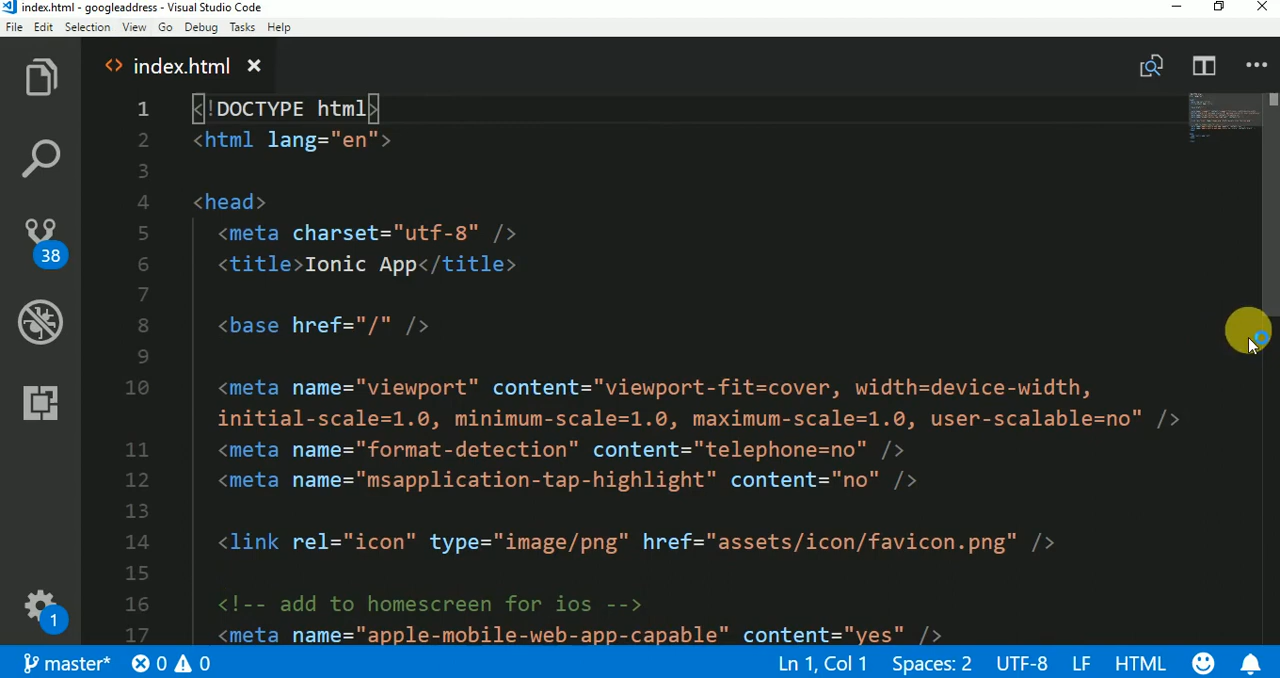 index.html - googleaddress - Visual Studio Code
File Edit Selection View Go Debug Tasks Help
<> index.html ×
1 <!DOCTYPE html>
2 <html lang="en">
3
4 <head>
5 <meta charset="utf-8" />
6 <title>Ionic App</title>
7
8 <base href="/" />
9
10 <meta name="viewport" content="viewport-fit=cover, width=device-width,
initial-scale=1.0, minimum-scale=1.0, maximum-scale=1.0, user-scalable=no" />
11 <meta name="format-detection" content="telephone=no" />
12 <meta name="msapplication-tap-highlight" content="no" />
13
14 <link rel="icon" type="image/png" href="assets/icon/favicon.png" />
15
16 <!-- add to homescreen for ios -->
17 <meta name="apple-mobile-web-app-capable" content="yes" />
38
1
master* 0 0 Ln 1, Col 1 Spaces: 2 UTF-8 LF HTML